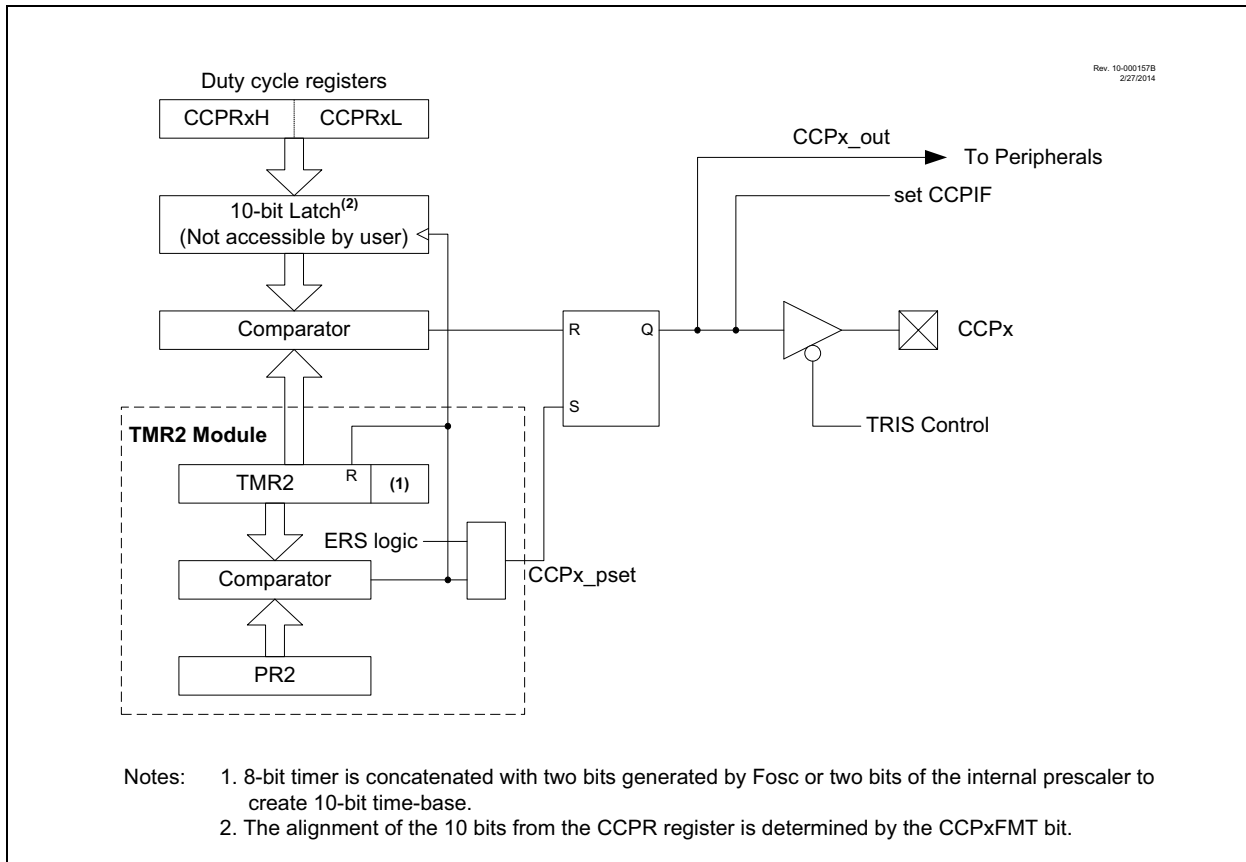 Rev. 10-000157B
2/27/2014
Duty cycle registers
CCPRxH CCPRxL
CCPx_out
To Peripherals
set CCPIF
10-bit Latch(2)
(Not accessible by user)
Comparator
R Q
CCPx
S
TRIS Control
TMR2 Module
TMR2 R (1)
ERS logic
Comparator
CCPx_pset
PR2
Notes: 1. 8-bit timer is concatenated with two bits generated by Fosc or two bits of the internal prescaler to
create 10-bit time-base.
2. The alignment of the 10 bits from the CCPR register is determined by the CCPxFMT bit.